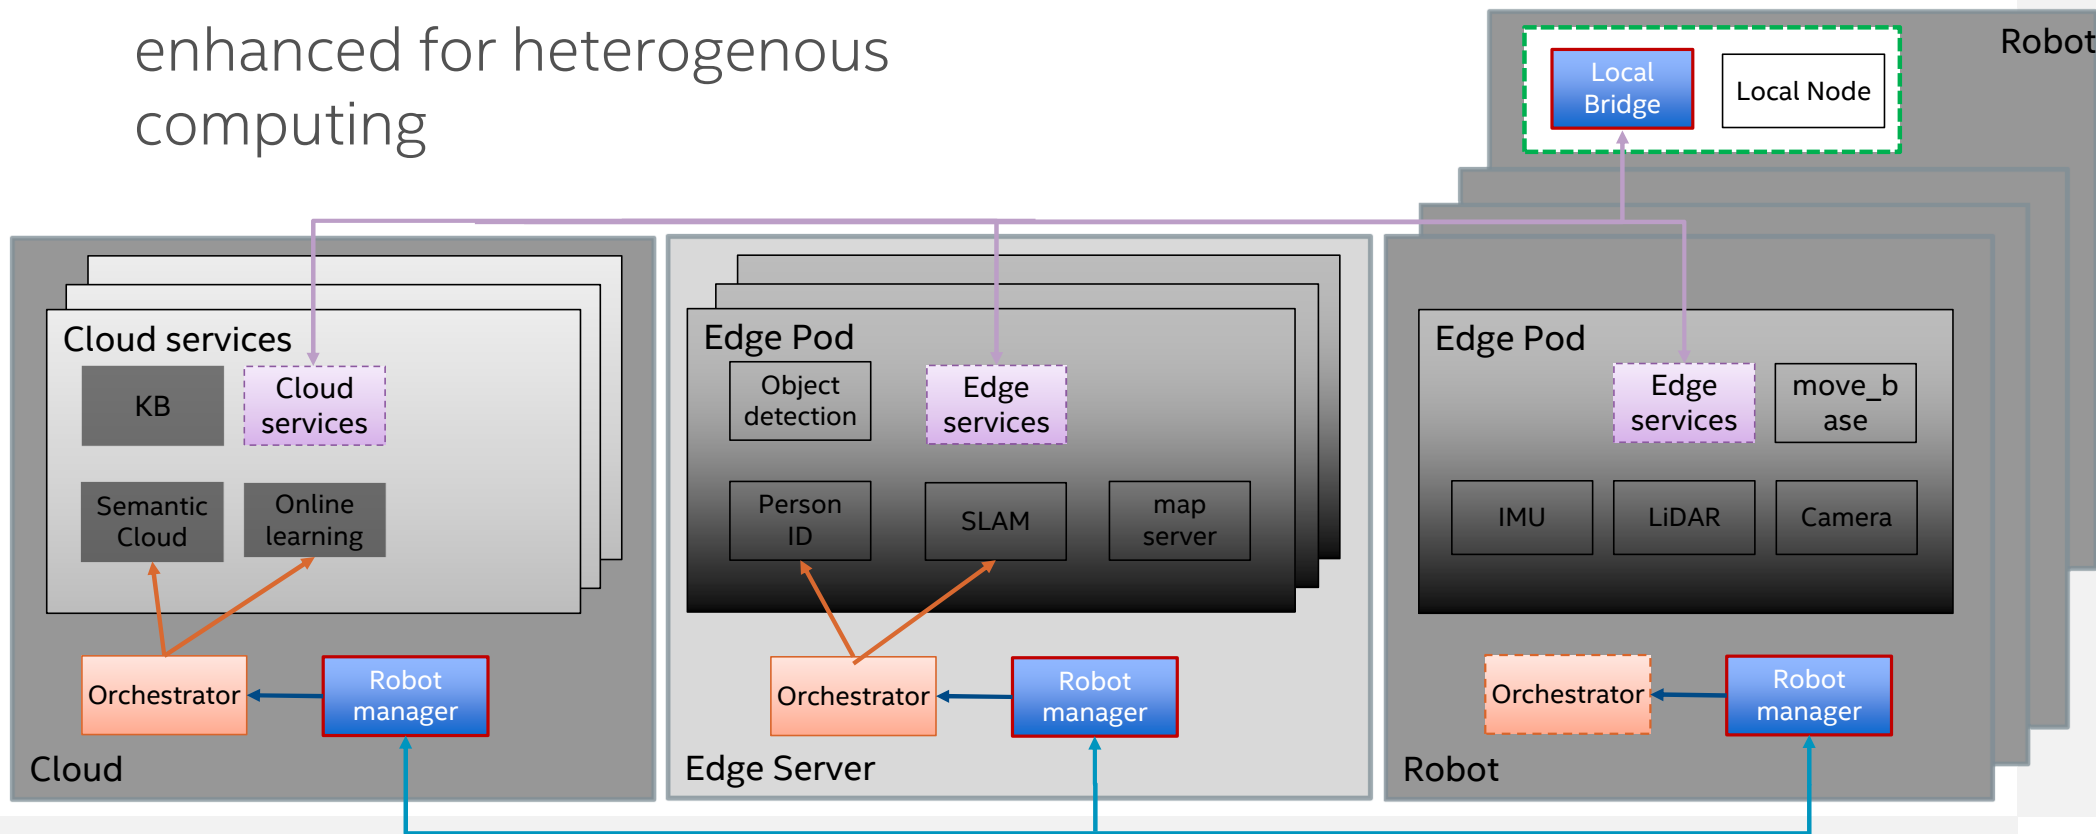 enhanced for heterogenous
computing
Robot
Local
Bridge
Local Node
Cloud services
KB
Cloud
services
Semantic
Cloud
Online
learning
Orchestrator
Robot
manager
Cloud
Edge Pod
Object
detection
Edge
services
Person
ID
SLAM
map
server
Orchestrator
Robot
manager
Edge Server
Edge Pod
Edge
services
move_b
ase
IMU
LiDAR
Camera
Orchestrator
Robot
manager
Robot